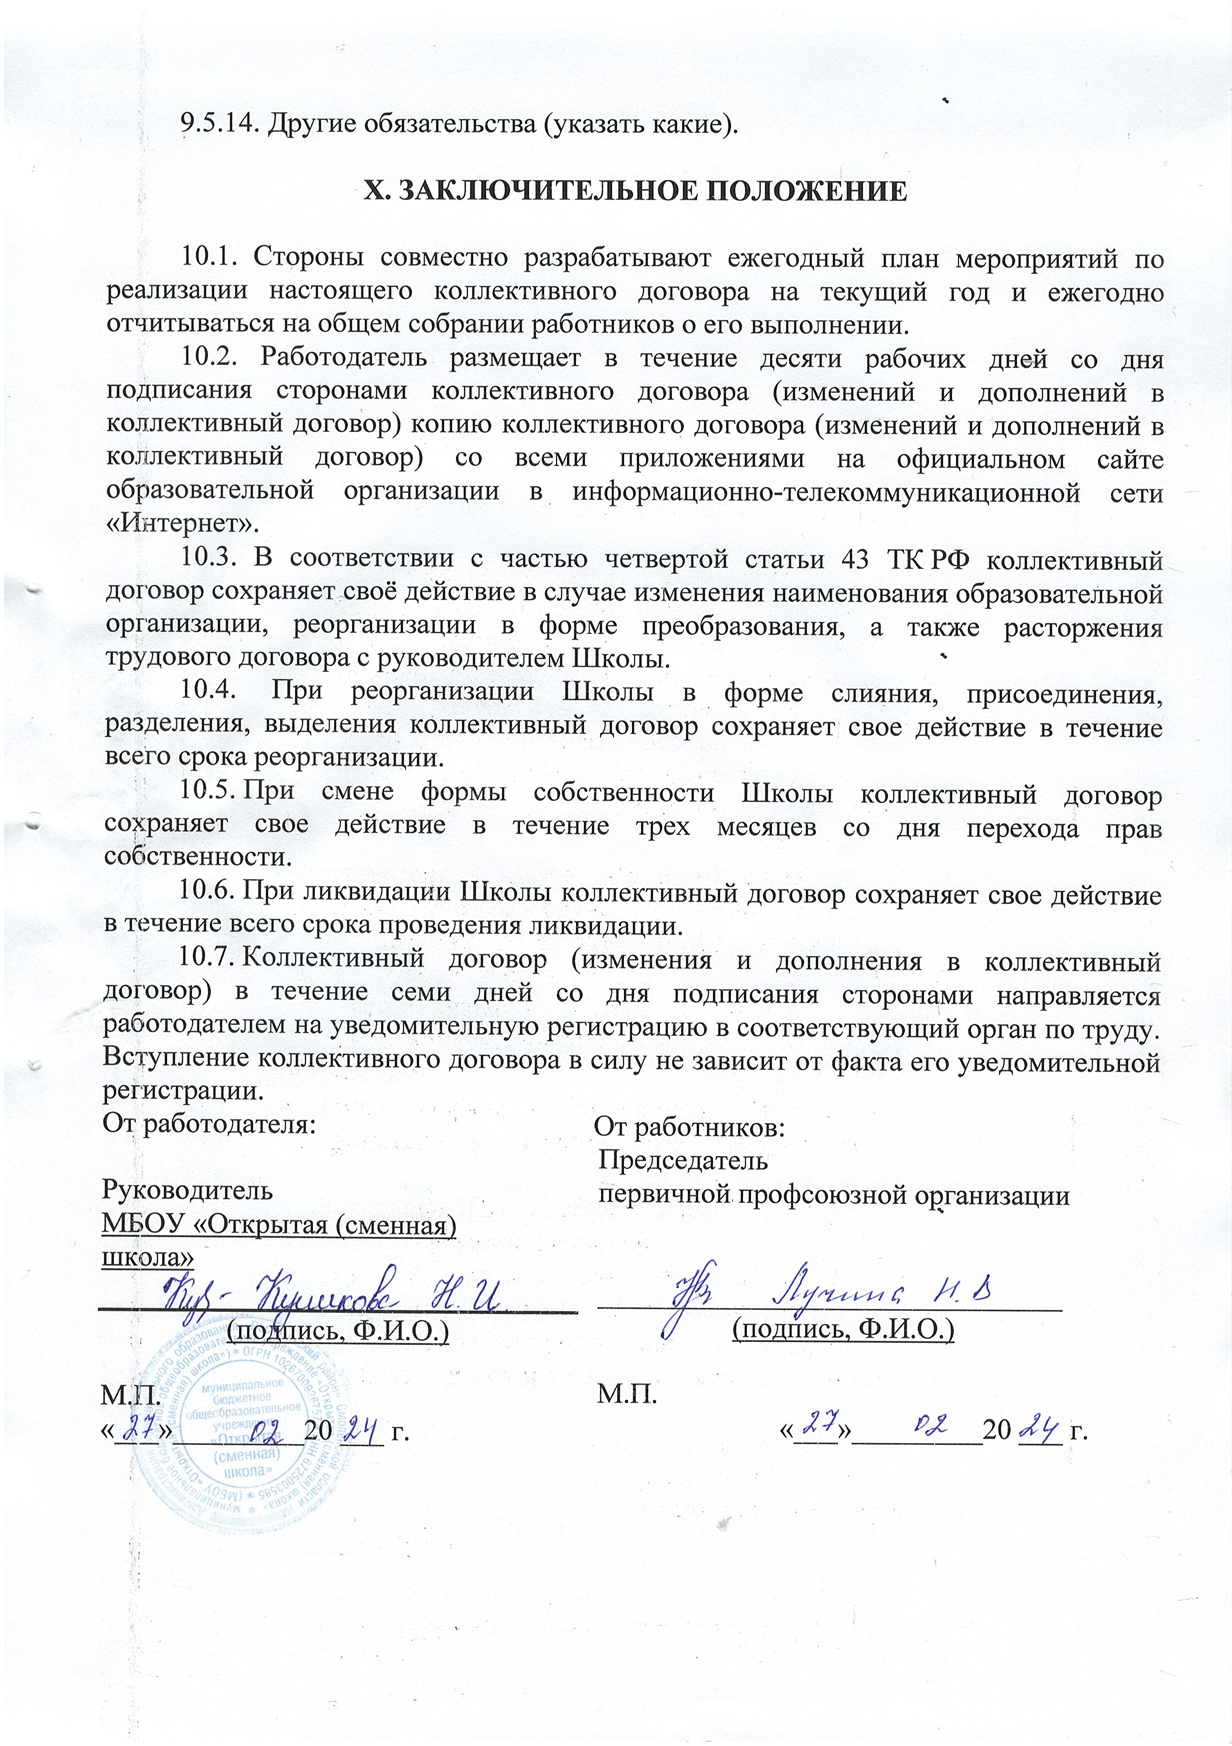 9.5.14. Другие обязательства (указать какие).
X. ЗАКЛЮЧИТЕЛЬНОЕ ПОЛОЖЕНИЕ
10.1. Стороны совместно разрабатывают ежегодный план мероприятий по
реализации настоящего коллективного договора на текущий год и ежегодно
отчитываться на общем собрании работников о его выполнении.
10.2. Работодатель размещает в течение десяти рабочих дней со дня
подписания сторонами коллективного договора (изменений и дополнений в
коллективный договор) копию коллективного договора (изменений и дополнений в
коллективный договор) со всеми приложениями на официальном сайте
образовательной организации в информационно-телекоммуникационной сети
«Интернет».
10.3. В соответствии с частью четвертой статьи 43 ТК РФ коллективный
договор сохраняет своё действие в случае изменения наименования образовательной
организации, реорганизации в форме преобразования, а также расторжения
трудового договора с руководителем Школы.
10.4. При реорганизации Школы в форме слияния, присоединения,
разделения, выделения коллективный договор сохраняет свое действие в течение
всего срока реорганизации.
10.5. При смене формы собственности Школы коллективный договор
сохраняет свое действие в течение трех месяцев со дня перехода прав
собственности.
10.6. При ликвидации Школы коллективный договор сохраняет свое действие
в течение всего срока проведения ликвидации.
10.7. Коллективный договор (изменения и дополнения в коллективный
договор) в течение семи дней со дня подписания сторонами направляется
работодателем на уведомительную регистрацию в соответствующий орган по труду.
Вступление коллективного договора в силу не зависит от факта его уведомительной
регистрации.
От работодателя:
Руководитель
МБОУ «Открытая (сменная)
школа»
Н. И.
(подпись, Ф.И.О.)
М.П.
«27» 02 20 24 г.
От работников:
Председатель
первичной профсоюзной организации
Лучина Н. В
(подпись, Ф.И.О.)
М.П.
«27» 02 20 24 г.
муниципальное
бюджетное
общеобразовательное
учреждение
«Открытая
(сменная)
школа»